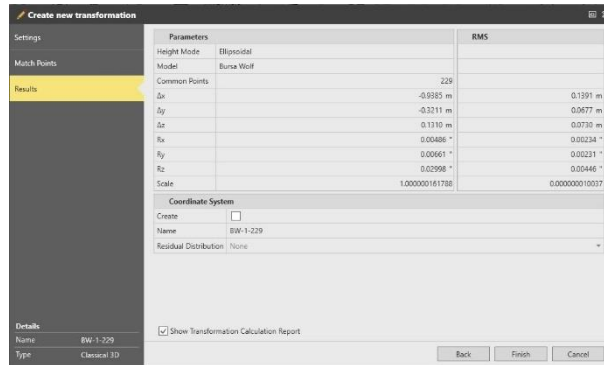 Create new transformation
Settings
Match Points
Results
Parameters RMS
Height Mode Ellipsoidal
Model Bursa Wolf
Common Points 229
Δx -0.9385 m 0.1391 m
Δy -0.3211 m 0.0677 m
Δz 0.1310 m 0.0730 m
Rx 0.00486 " 0.00234 "
Ry 0.00661 " 0.00231 "
Rz 0.02998 " 0.00446 "
Scale 1.000000161788 0.000000010037
Coordinate System
Create
Name BW-1-229
Residual Distribution None
Show Transformation Calculation Report
Details
Name BW-1-229
Type Classical 3D
Back Finish Cancel